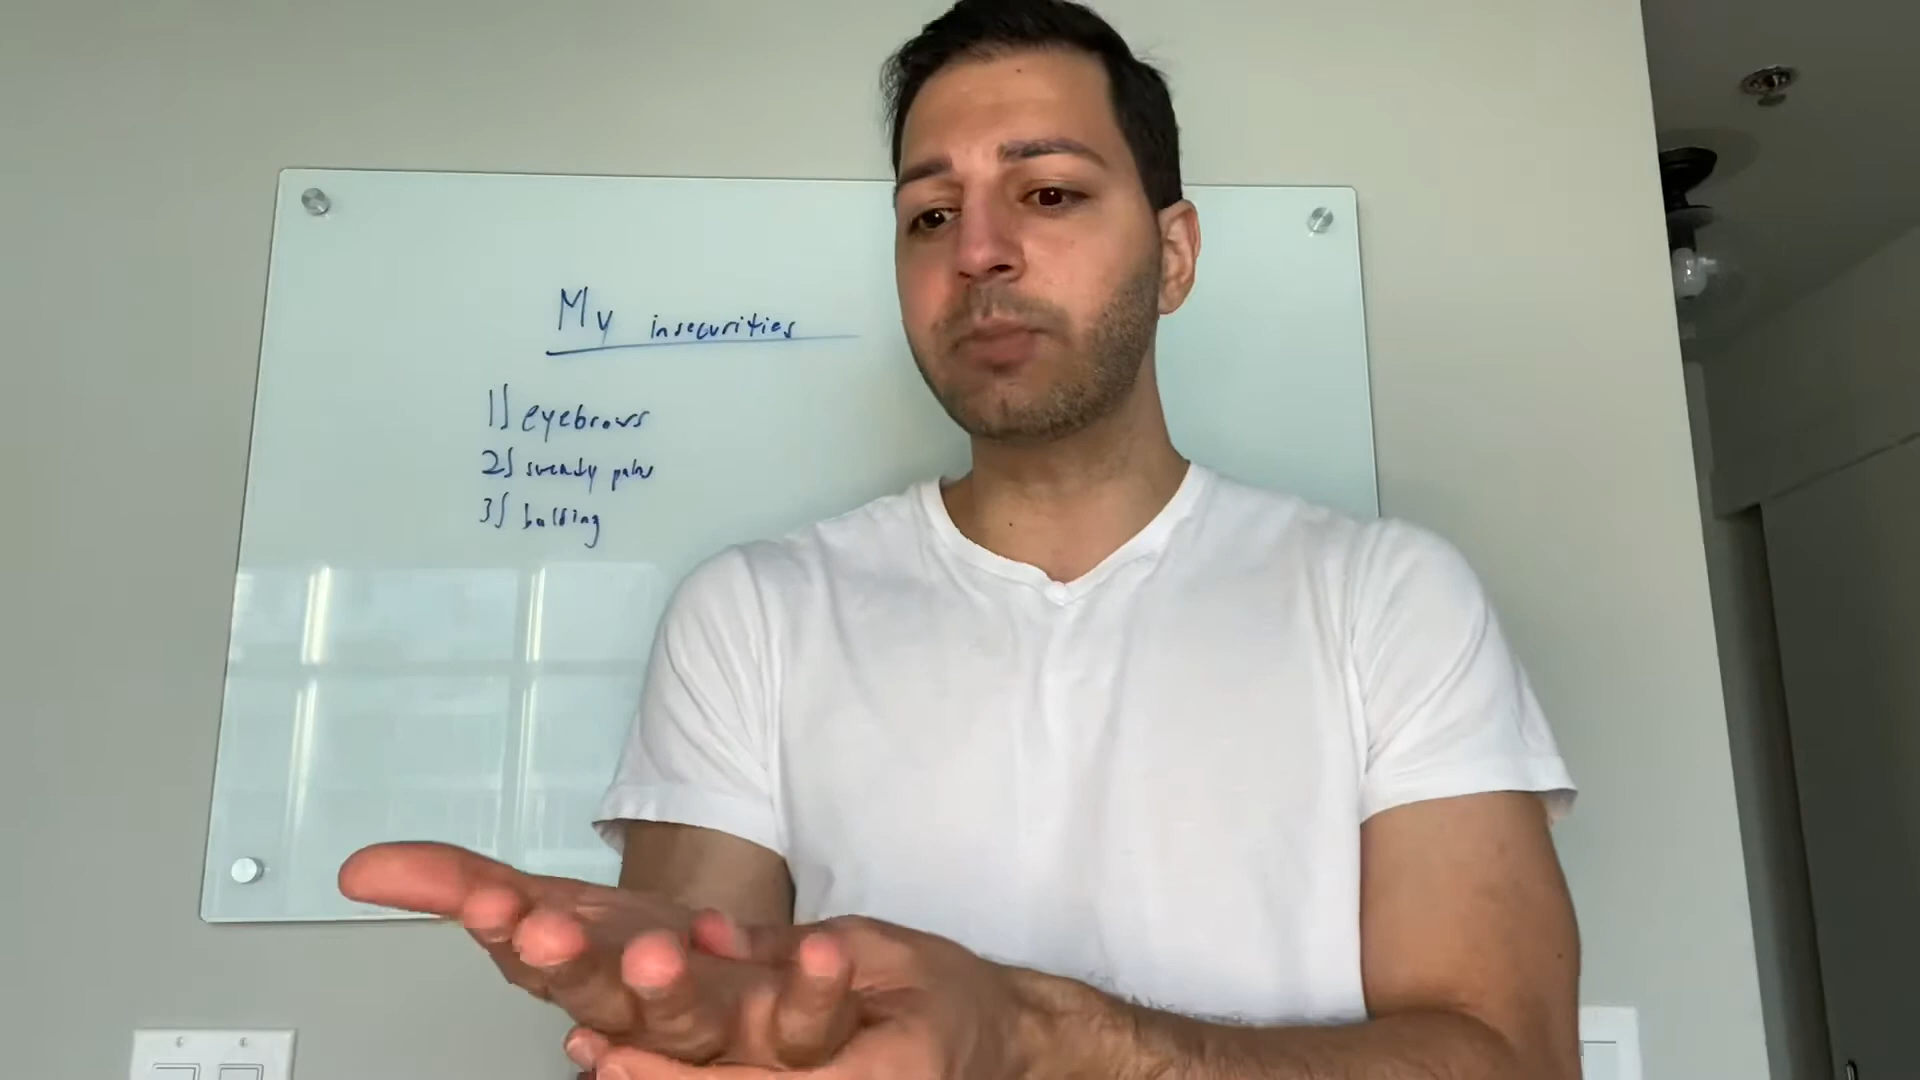 My insecurities
1) eyebrows
2) sweaty palms
3) balding